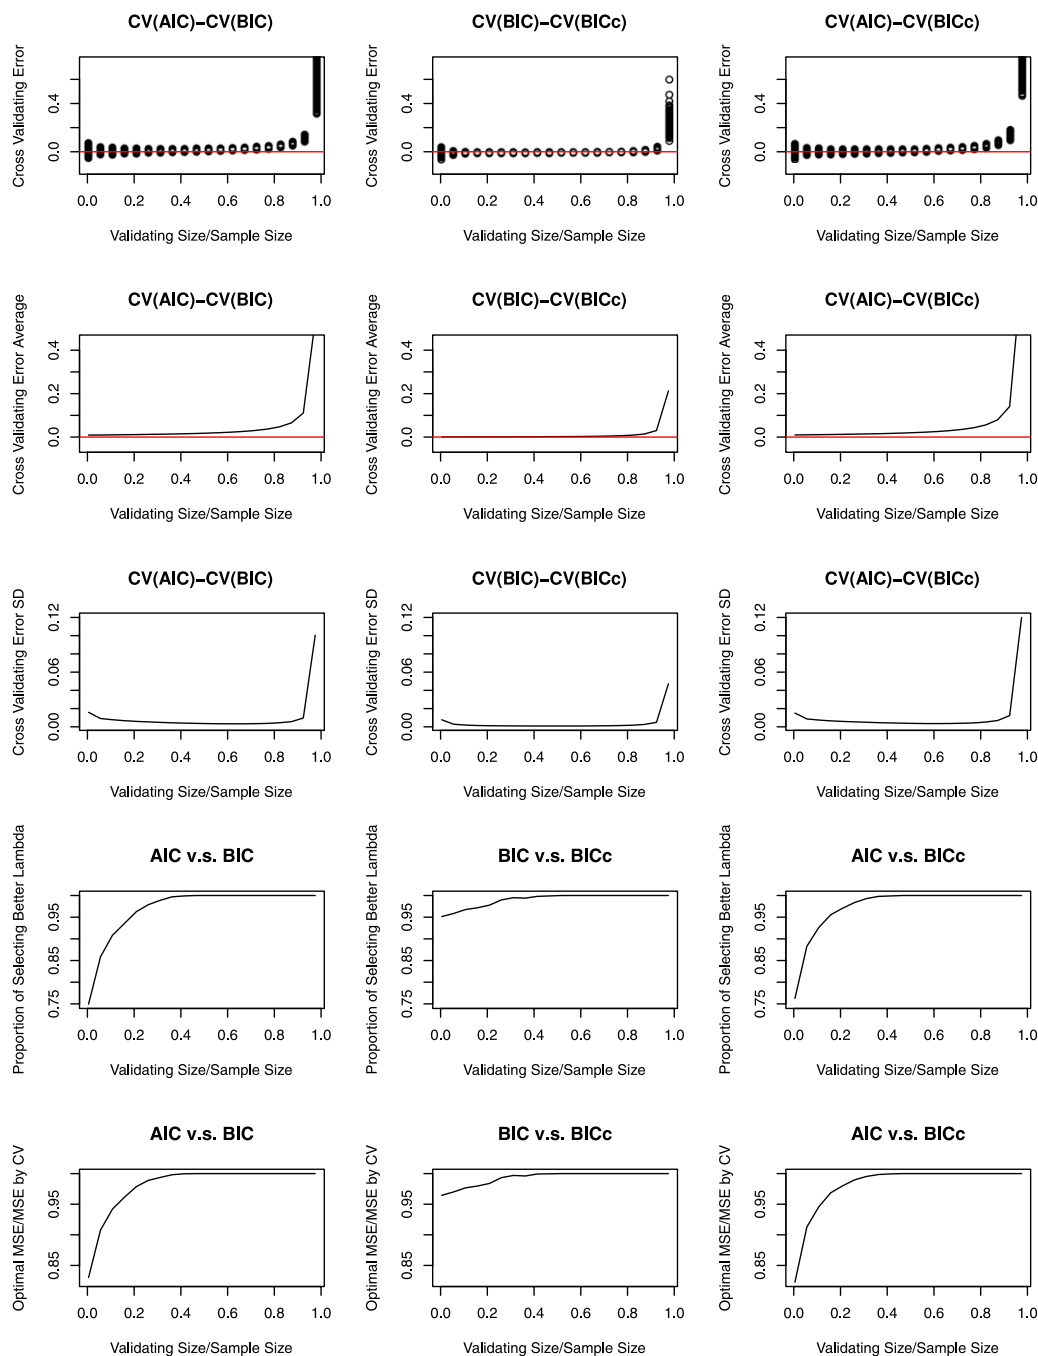 CV(AIC)−CV(BIC)
CV(BIC)−CV(BICc)
CV(AIC)−CV(BICc)
Cross Validating Error
0.0 0.4
0.0 0.2 0.4 0.6 0.8 1.0
Validating Size/Sample Size
Cross Validating Error
0.0 0.4
0.0 0.2 0.4 0.6 0.8 1.0
Validating Size/Sample Size
Cross Validating Error
0.0 0.4
0.0 0.2 0.4 0.6 0.8 1.0
Validating Size/Sample Size
CV(AIC)−CV(BIC)
CV(BIC)−CV(BICc)
CV(AIC)−CV(BICc)
Cross Validating Error Average
0.0 0.2 0.4
0.0 0.2 0.4 0.6 0.8 1.0
Validating Size/Sample Size
Cross Validating Error Average
0.0 0.2 0.4
0.0 0.2 0.4 0.6 0.8 1.0
Validating Size/Sample Size
Cross Validating Error Average
0.0 0.2 0.4
0.0 0.2 0.4 0.6 0.8 1.0
Validating Size/Sample Size
CV(AIC)−CV(BIC)
CV(BIC)−CV(BICc)
CV(AIC)−CV(BICc)
Cross Validating Error SD
0.00 0.06 0.12
0.0 0.2 0.4 0.6 0.8 1.0
Validating Size/Sample Size
Cross Validating Error SD
0.00 0.06 0.12
0.0 0.2 0.4 0.6 0.8 1.0
Validating Size/Sample Size
Cross Validating Error SD
0.00 0.06 0.12
0.0 0.2 0.4 0.6 0.8 1.0
Validating Size/Sample Size
AIC v.s. BIC
BIC v.s. BICc
AIC v.s. BICc
Proportion of Selecting Better Lambda
0.75 0.85 0.95
0.0 0.2 0.4 0.6 0.8 1.0
Validating Size/Sample Size
Proportion of Selecting Better Lambda
0.75 0.85 0.95
0.0 0.2 0.4 0.6 0.8 1.0
Validating Size/Sample Size
Proportion of Selecting Better Lambda
0.75 0.85 0.95
0.0 0.2 0.4 0.6 0.8 1.0
Validating Size/Sample Size
AIC v.s. BIC
BIC v.s. BICc
AIC v.s. BICc
Optimal MSE/MSE by CV
0.85 0.95
0.0 0.2 0.4 0.6 0.8 1.0
Validating Size/Sample Size
Optimal MSE/MSE by CV
0.85 0.95
0.0 0.2 0.4 0.6 0.8 1.0
Validating Size/Sample Size
Optimal MSE/MSE by CV
0.85 0.95
0.0 0.2 0.4 0.6 0.8 1.0
Validating Size/Sample Size